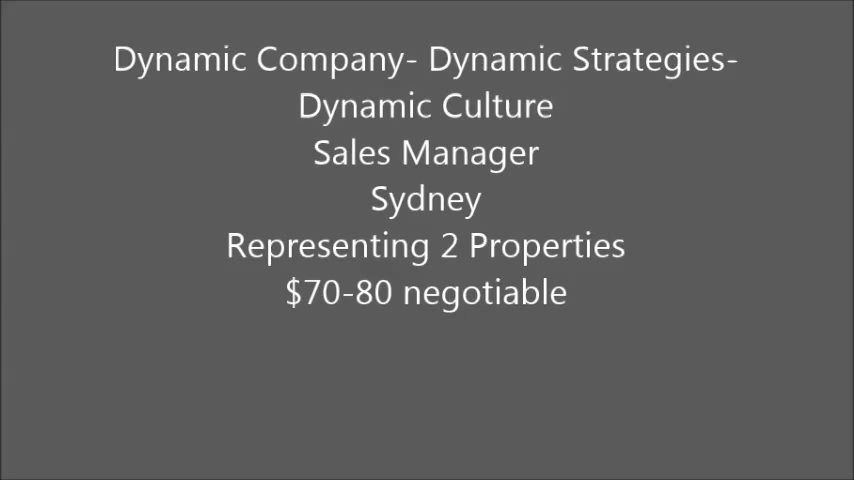 Dynamic Company- Dynamic Strategies-
Dynamic Culture
Sales Manager
Sydney
Representing 2 Properties
$70-80 negotiable